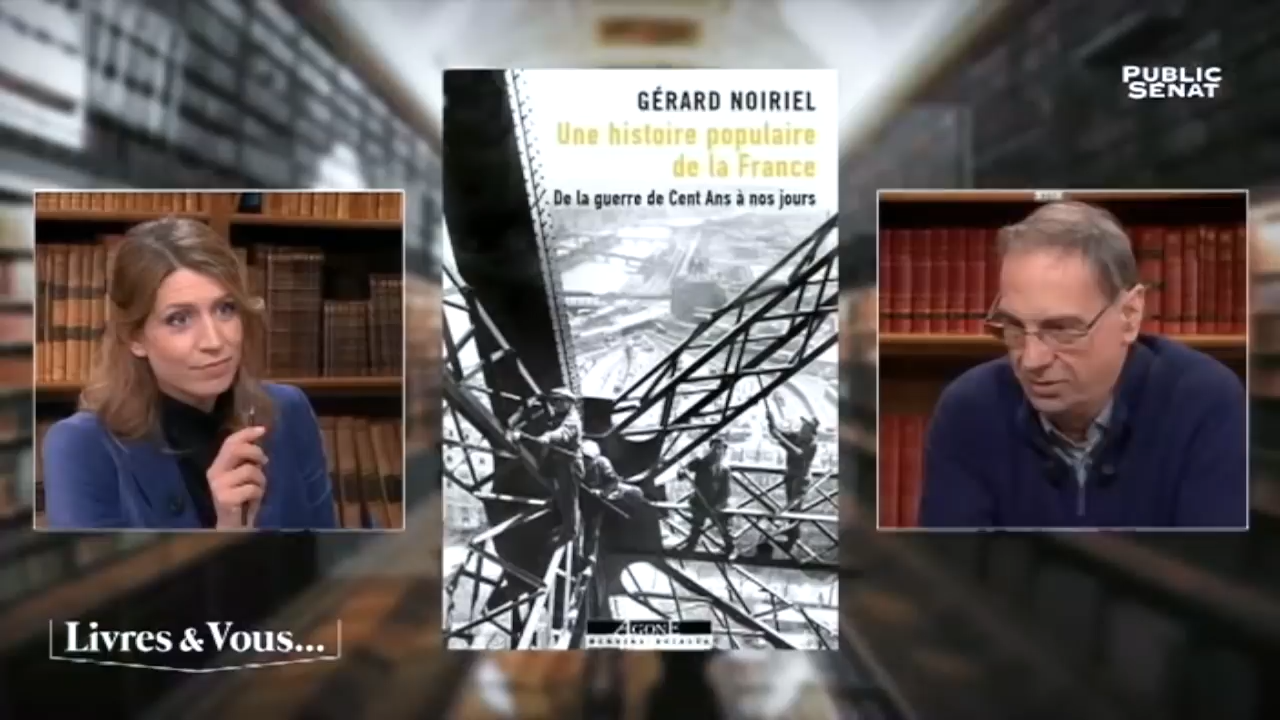 PUBLIC
SENAT
GÉRARD NOIRIEL
Une histoire populaire
de la France
De la guerre de Cent Ans à nos jours
AGONE
Livres & Vous...